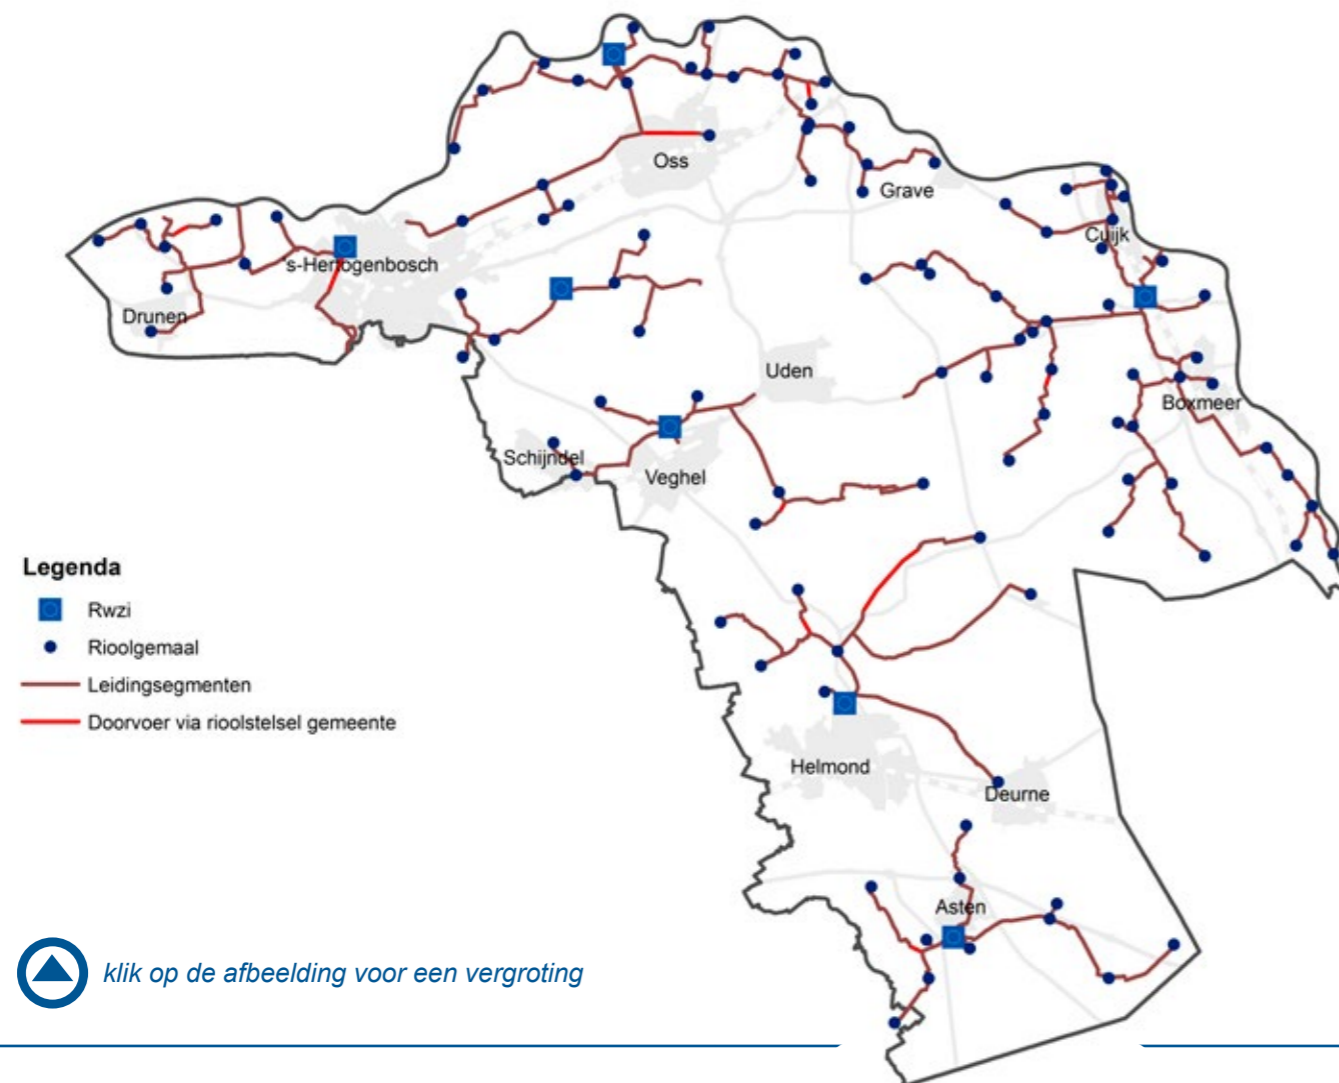 Oss
Grave
Cuijk
's-Hertogenbosch
Drunen
Uden
Boxmeer
Schijndel
Veghel
Legenda
Rwzi
Rioolgemaal
Leidingsegmenten
Doorvoer via rioolstelsel gemeente
Helmond
Deurne
Asten
klik op de afbeelding voor een vergroting